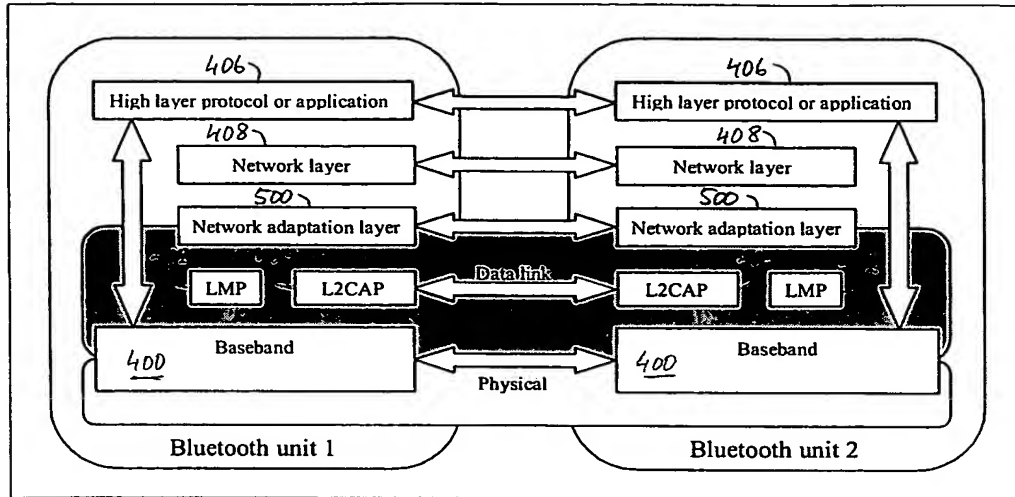 406 406
High layer protocol or application High layer protocol or application
408 408
Network layer Network layer
500 500
Network adaptation layer Network adaptation layer
Data link
LMP L2CAP L2CAP LMP
Baseband Baseband
400 400
Physical
Bluetooth unit 1 Bluetooth unit 2